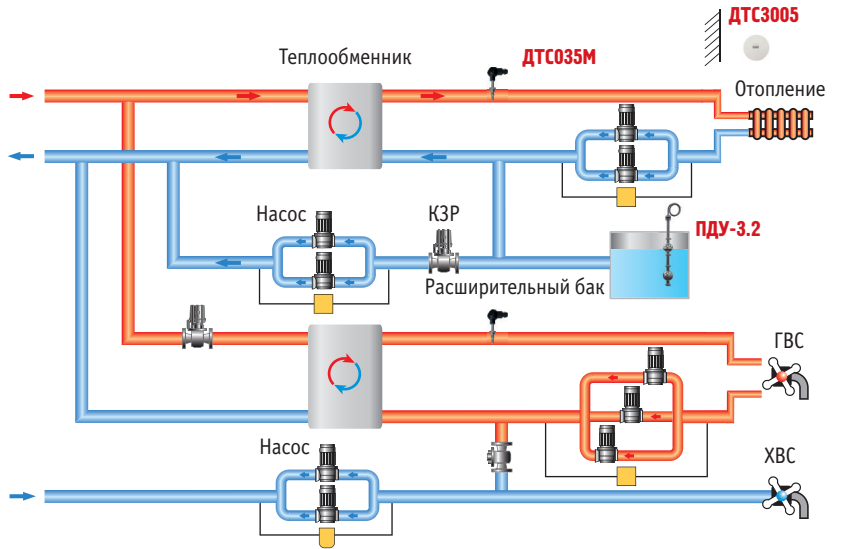 ДТС3005
Теплообменник
ДТС035М
Отопление
Насос
КЗР
ПДУ-3.2
Расширительный бак
ГВС
Насос
ХВС